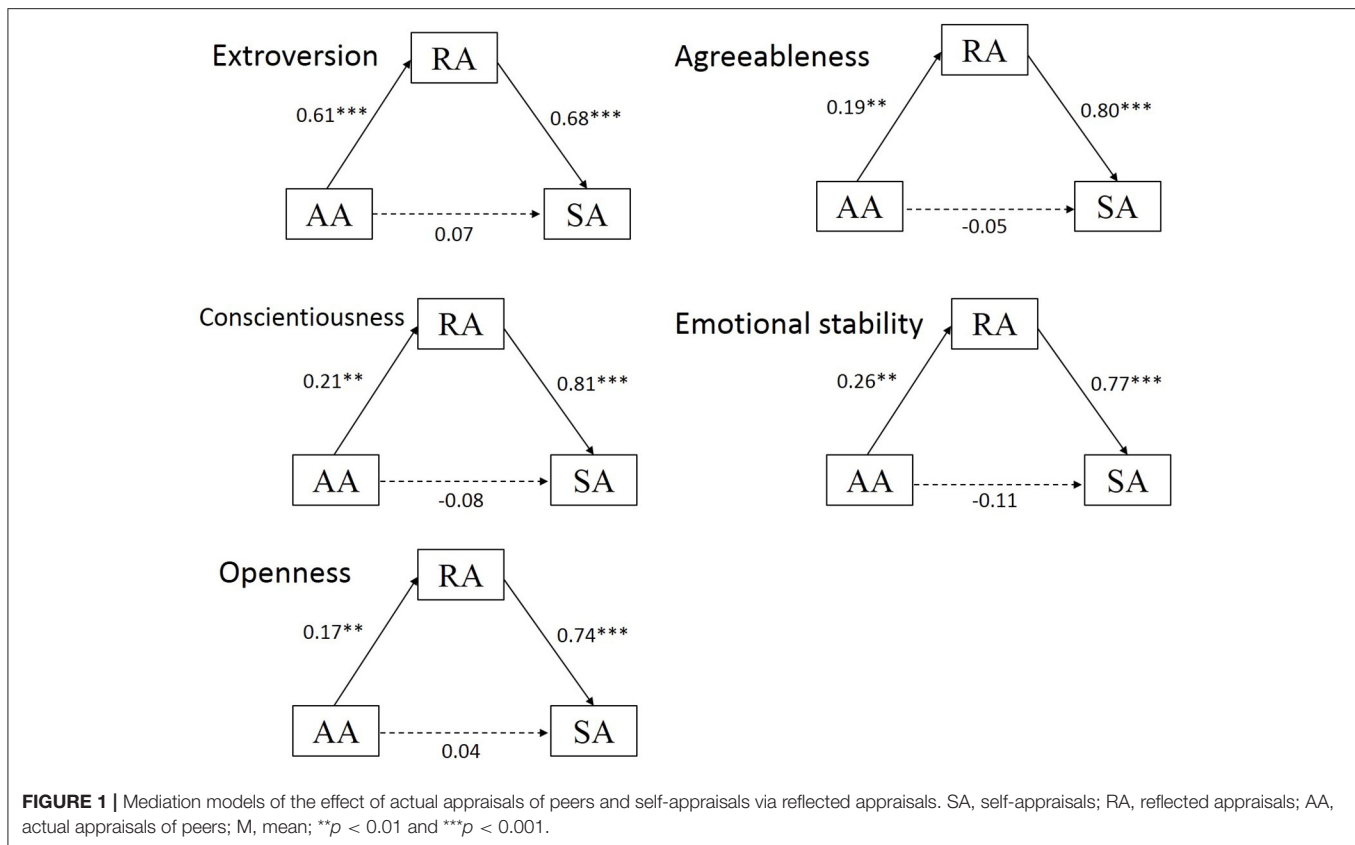 Extroversion
RA
0.61***
0.68***
AA
SA
0.07
Agreeableness
RA
0.19**
0.80***
AA
SA
-0.05
Conscientiousness
RA
0.21**
0.81***
AA
SA
-0.08
Emotional stability
RA
0.26**
0.77***
AA
SA
-0.11
Openness
RA
0.17**
0.74***
AA
SA
0.04
FIGURE 1 | Mediation models of the effect of actual appraisals of peers and self-appraisals via reflected appraisals. SA, self-appraisals; RA, reflected appraisals; AA,
actual appraisals of peers; M, mean; **p < 0.01 and ***p < 0.001.